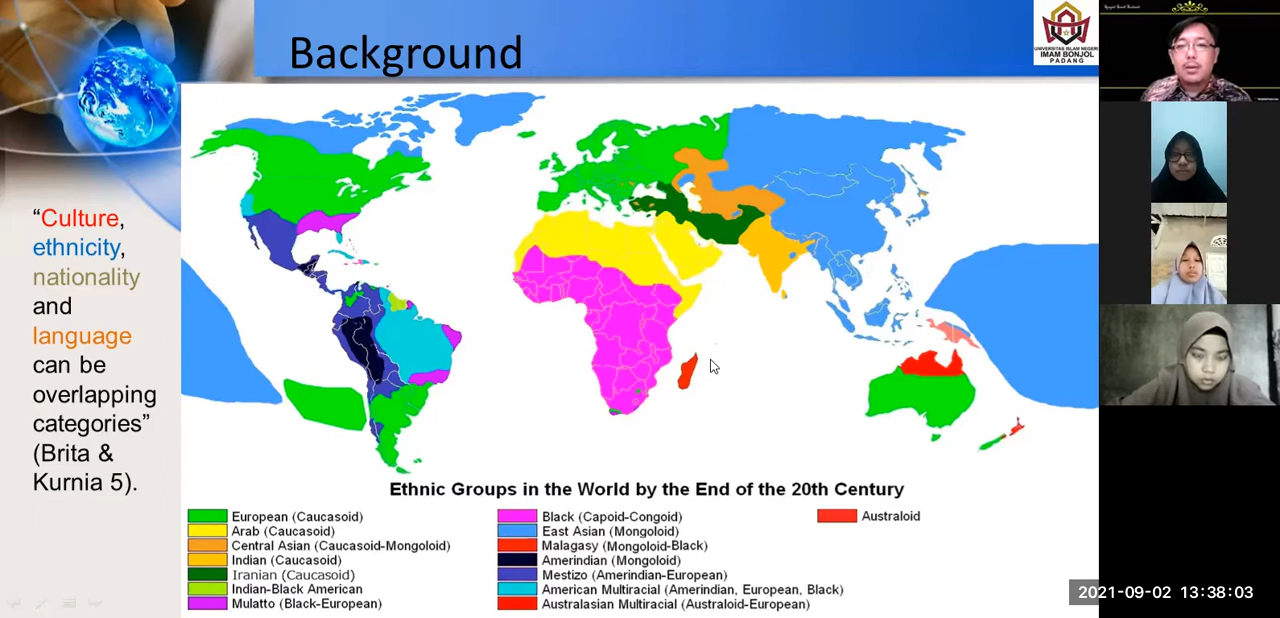 Background
UNIVERSITAS ISLAM NEGERI
IMAM BONJOL
PADANG
“Culture,
ethnicity,
nationality
and
language
can be
overlapping
categories”
(Brita &
Kurnia 5).
Ethnic Groups in the World by the End of the 20th Century
European (Caucasoid)
Arab (Caucasoid)
Central Asian (Caucasoid-Mongoloid)
Indian (Caucasoid)
Iranian (Caucasoid)
Indian-Black American
Mulatto (Black-European)
Black (Capoid-Congoid)
East Asian (Mongoloid)
Malagasy (Mongoloid-Black)
Amerindian (Mongoloid)
Mestizo (Amerindian-European)
American Multiracial (Amerindian, European, Black)
Australasian Multiracial (Australoid-European)
Australoid
2021-09-02 13:38:03